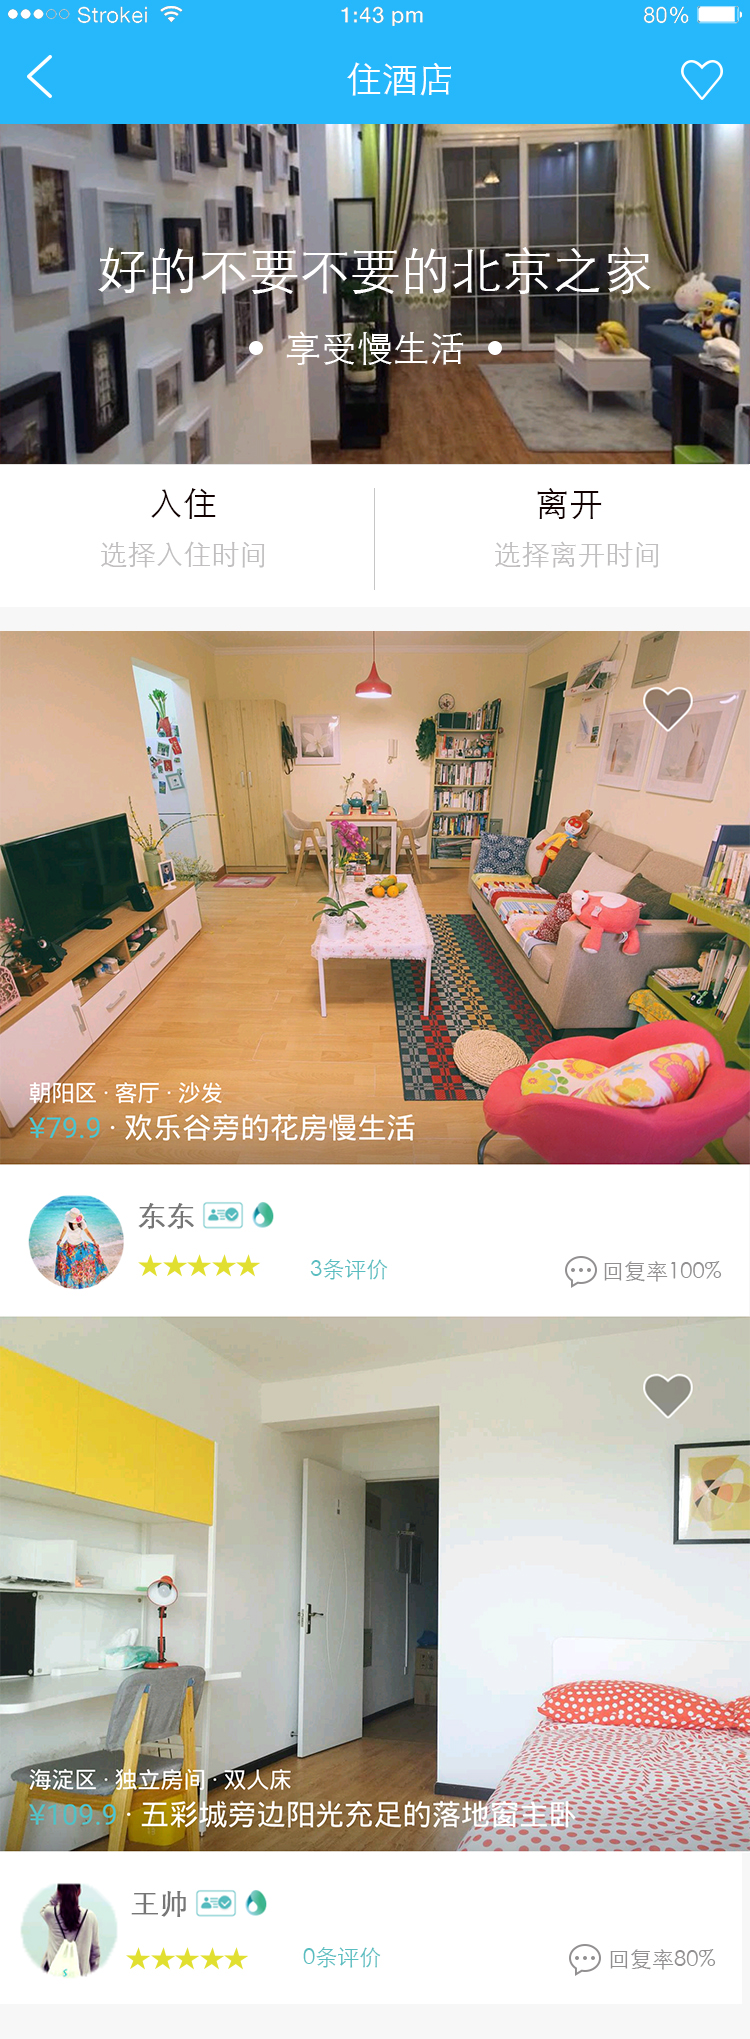 Strokei 1:43 pm 80%
住酒店
好的不要不要的北京之家
享受慢生活
入住 离开
选择入住时间 选择离开时间
朝阳区 · 客厅 · 沙发
¥79.9 · 欢乐谷旁的花房慢生活
东东
3条评价 回复率100%
海淀区 · 独立房间 · 双人床
¥109.9 · 五彩城旁边阳光充足的落地窗主卧
王帅
0条评价 回复率80%